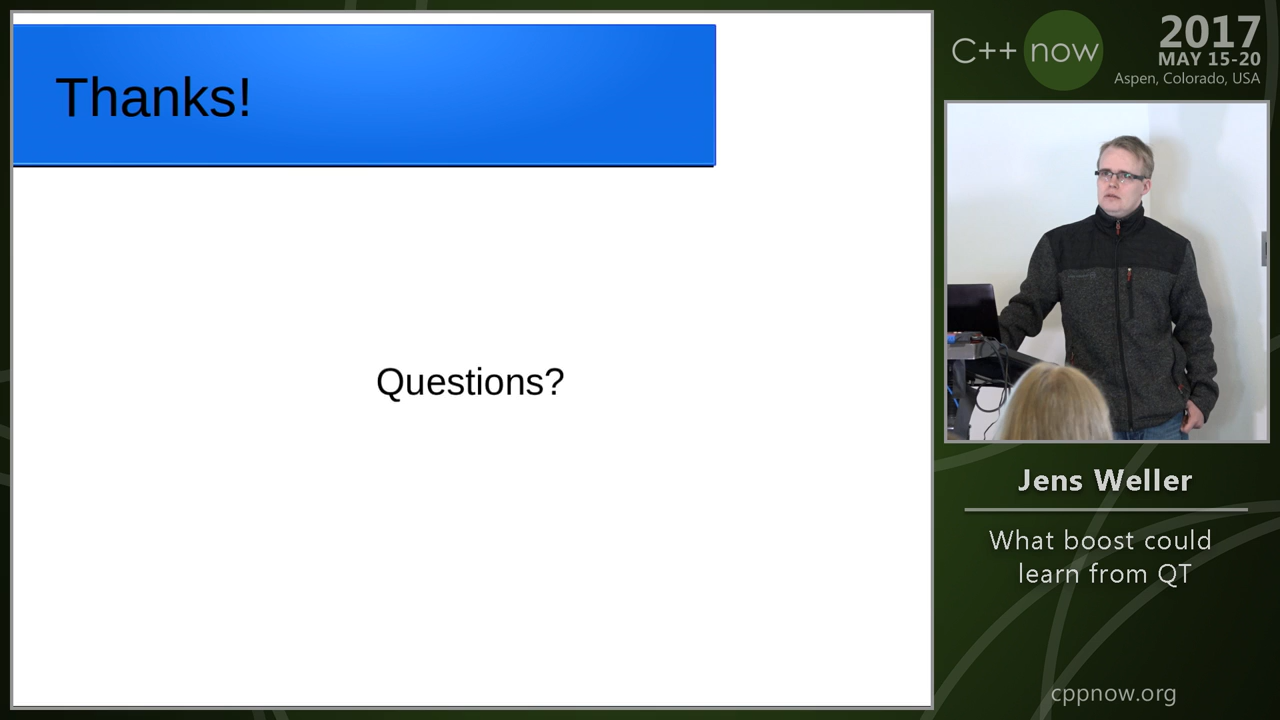 Thanks!
Questions?
C++ now
2017
MAY 15-20
Aspen, Colorado, USA
Jens Weller
What boost could
learn from QT
cppnow.org